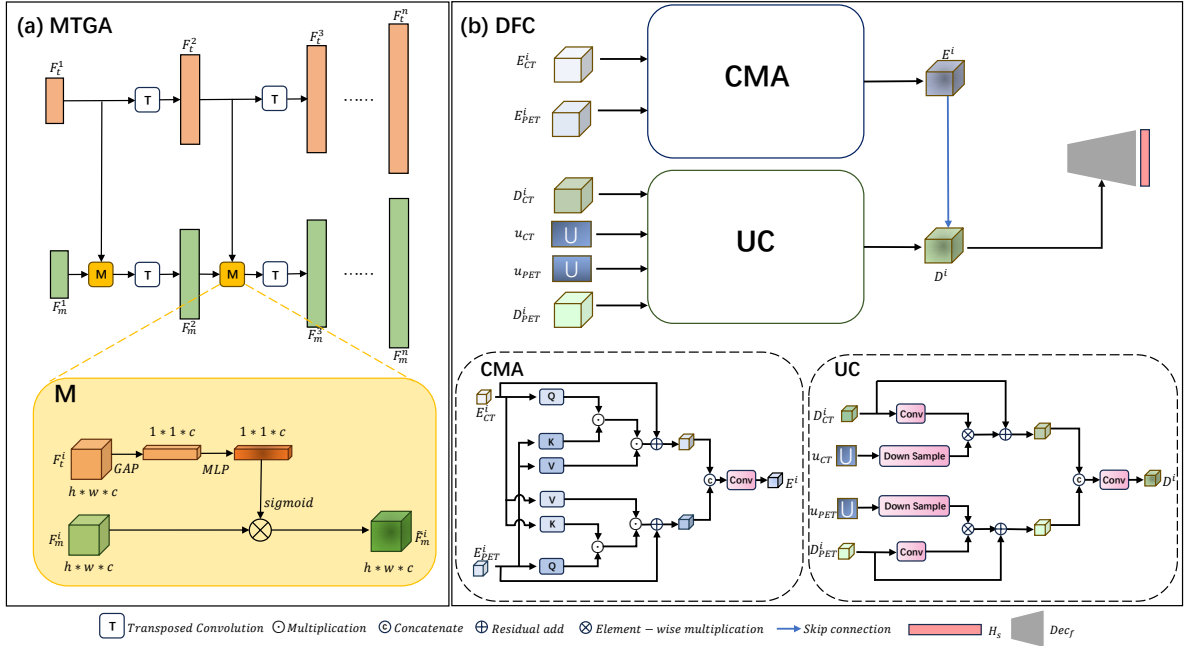 (a) MTGA
F_t^1
F_t^2
F_t^3
F_t^n
T
T
......
M
T
M
T
......
F_m^1
F_m^2
F_m^3
F_m^n
M
1 * 1 * c
1 * 1 * c
F_t^i
GAP
MLP
h * w * c
sigmoid
F_m^i
F̃_m^i
h * w * c
h * w * c
(b) DFC
E_CT^i
E_PET^i
CMA
E^i
D_CT^i
u_CT
U
u_PET
U
D_PET^i
UC
D^i
CMA
E_CT^i
Q
K
V
V
K
Q
E_PET^i
c
Conv
E^i
UC
D_CT^i
Conv
u_CT
U
Down Sample
u_PET
U
Down Sample
D_PET^i
Conv
c
Conv
D^i
T Transposed Convolution
Multiplication
c Concatenate
Residual add
Element − wise multiplication
Skip connection
H_s
Dec_f